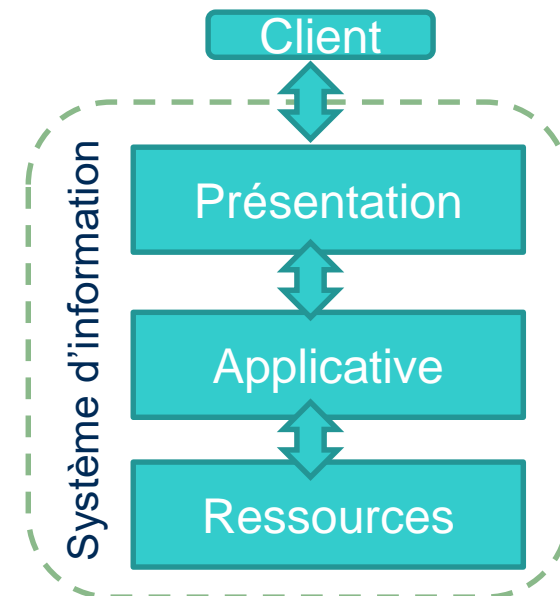 Client
Système d’information
Présentation
Applicative
Ressources